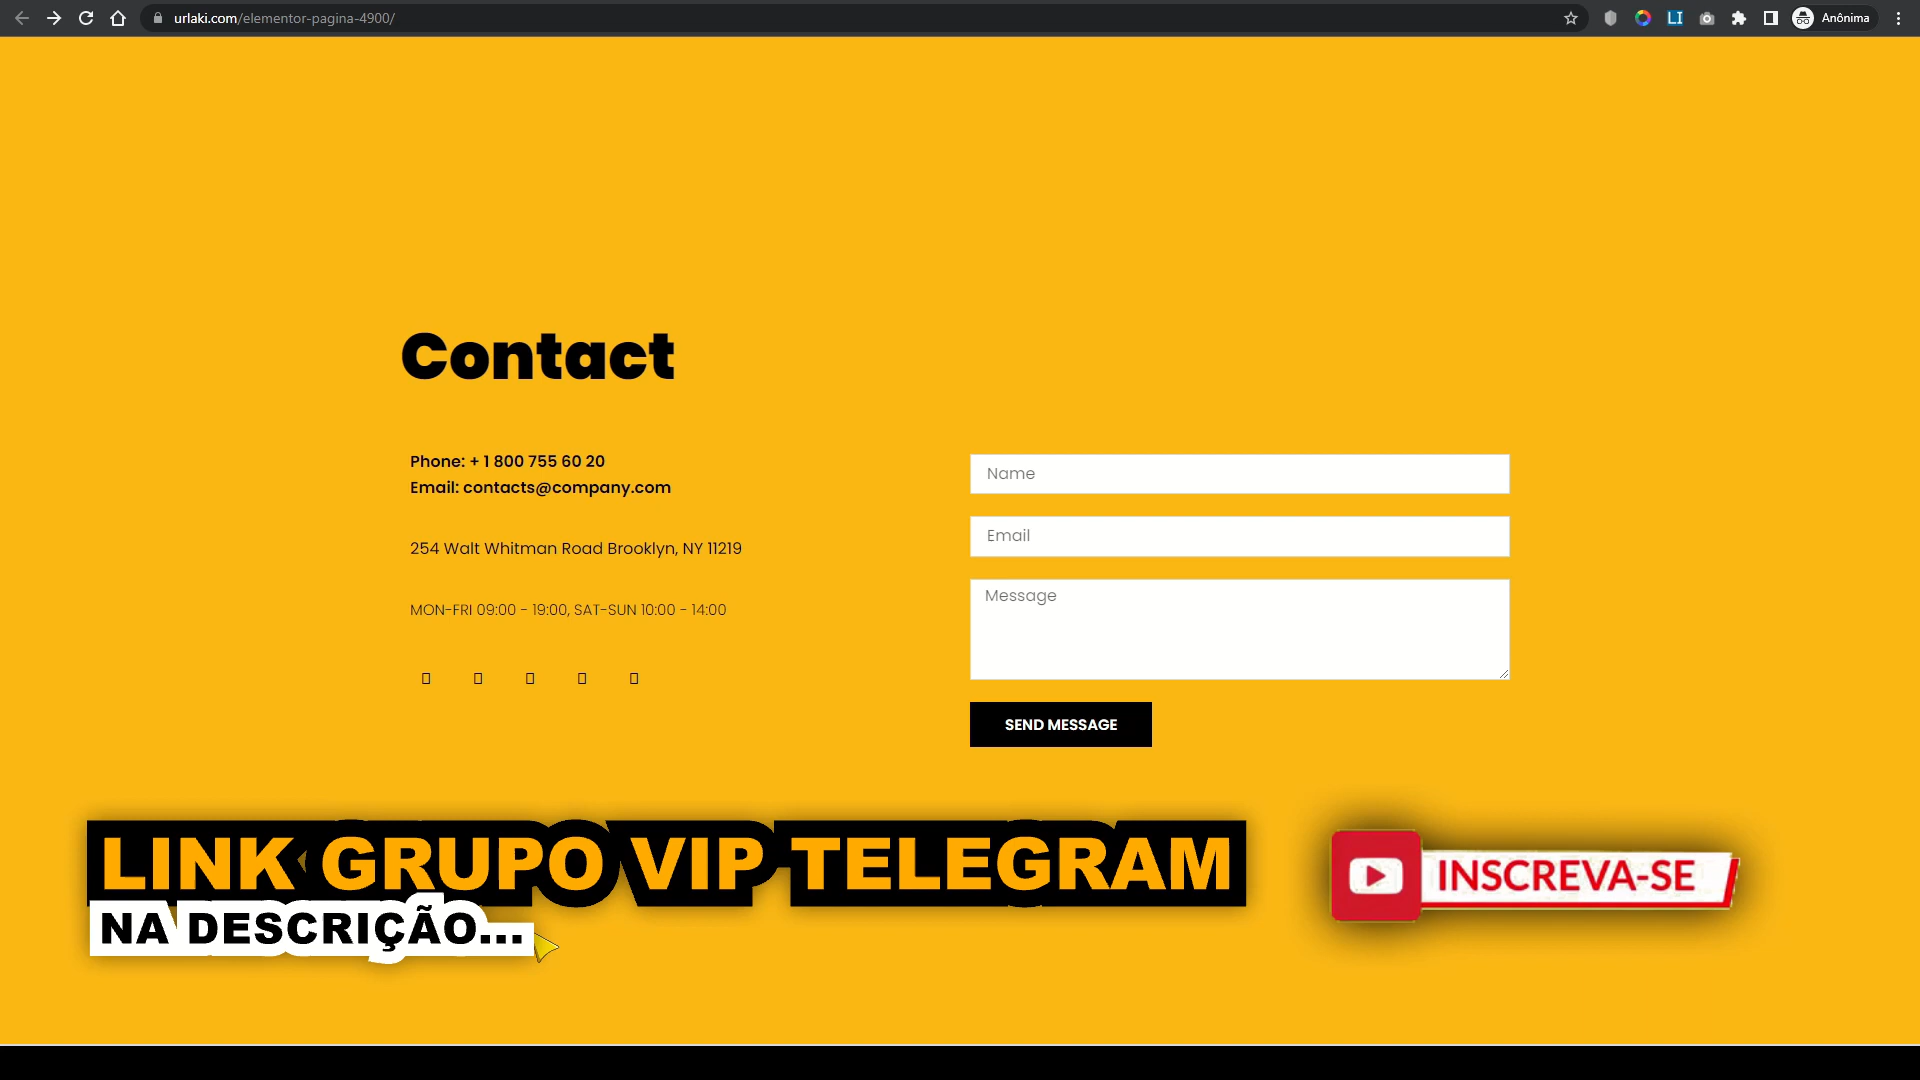 urlaki.com/elementor-pagina-4900/
Anônima
Contact
Phone: + 1 800 755 60 20
Email: contacts@company.com
254 Walt Whitman Road Brooklyn, NY 11219
MON-FRI 09:00 - 19:00, SAT-SUN 10:00 - 14:00
Name
Email
Message
SEND MESSAGE
LINK GRUPO VIP TELEGRAM
NA DESCRIÇÃO...
INSCREVA-SE